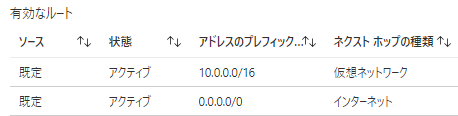 有効なルート
ソース ↑↓ 状態 ↑↓ アドレスのプレフィック...↑↓ ネクスト ホップの種類 ↑↓
既定 アクティブ 10.0.0.0/16 仮想ネットワーク
既定 アクティブ 0.0.0.0/0 インターネット